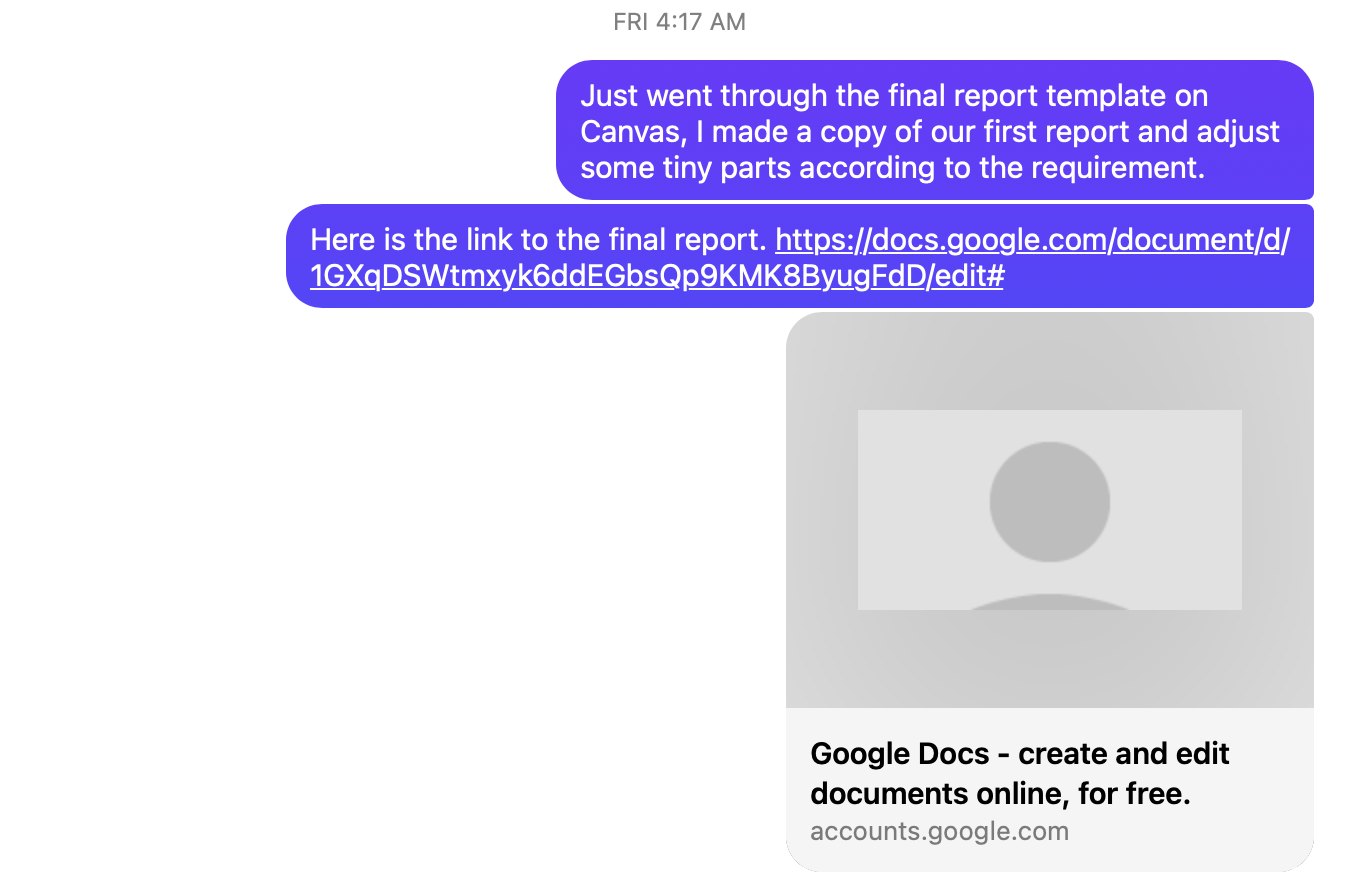 FRI 4:17 AM
Just went through the final report template on
Canvas, I made a copy of our first report and adjust
some tiny parts according to the requirement.
Here is the link to the final report. https://docs.google.com/document/d/
1GXqDSWtmxyk6ddEGbsQp9KMK8ByugFdD/edit#
Google Docs - create and edit
documents online, for free.
accounts.google.com